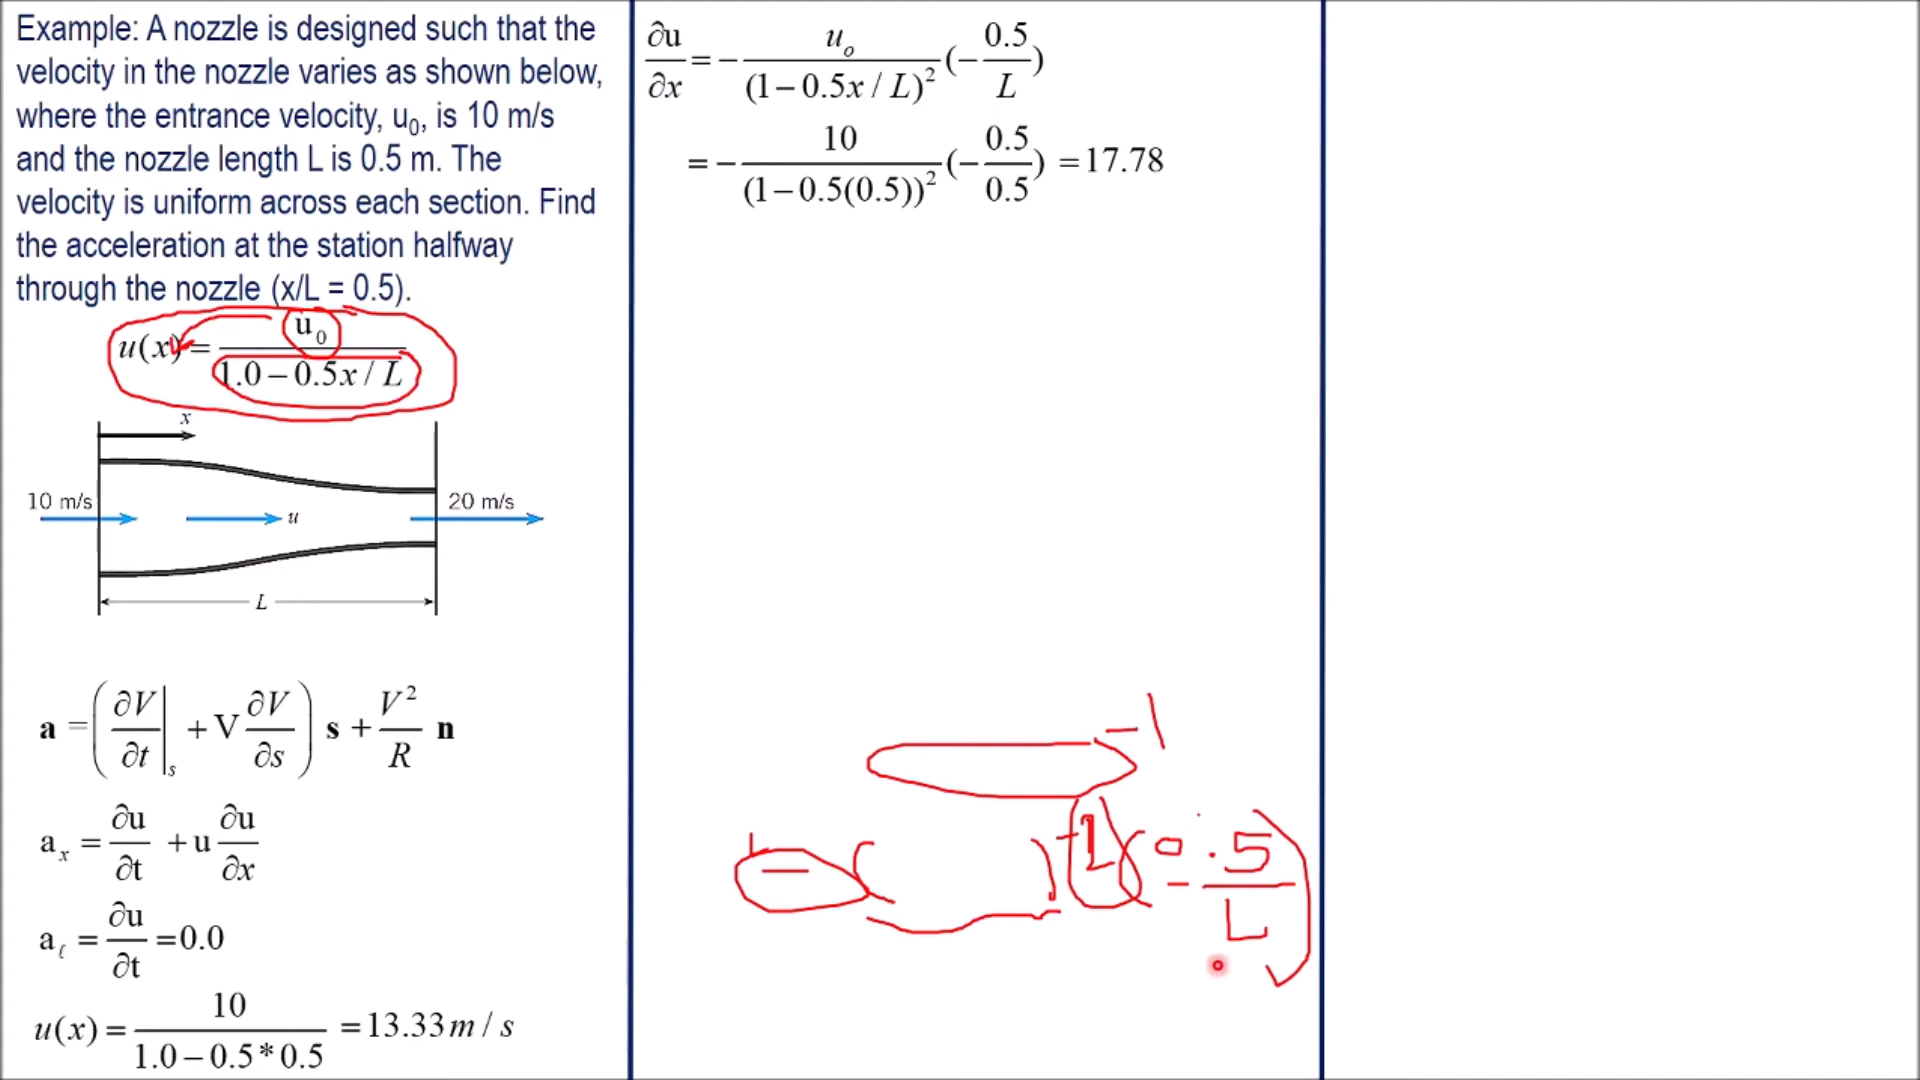 Example: A nozzle is designed such that the
velocity in the nozzle varies as shown below,
where the entrance velocity, u₀, is 10 m/s
and the nozzle length L is 0.5 m. The
velocity is uniform across each section. Find
the acceleration at the station halfway
through the nozzle (x/L = 0.5).
u(x) = u₀ / (1.0 – 0.5x / L)
x
10 m/s
u
20 m/s
L
a = (∂V/∂t|ₛ + V ∂V/∂s) s + V²/R n
aₓ = ∂u/∂t + u ∂u/∂x
a_ℓ = ∂u/∂t = 0.0
u(x) = 10 / (1.0 – 0.5 * 0.5) = 13.33 m / s
∂u/∂x = – uₒ / (1 – 0.5x / L)² (– 0.5/L)
= – 10 / (1 – 0.5(0.5))² (– 0.5/0.5) = 17.78
–1
– ( ) (– 0.5/L)